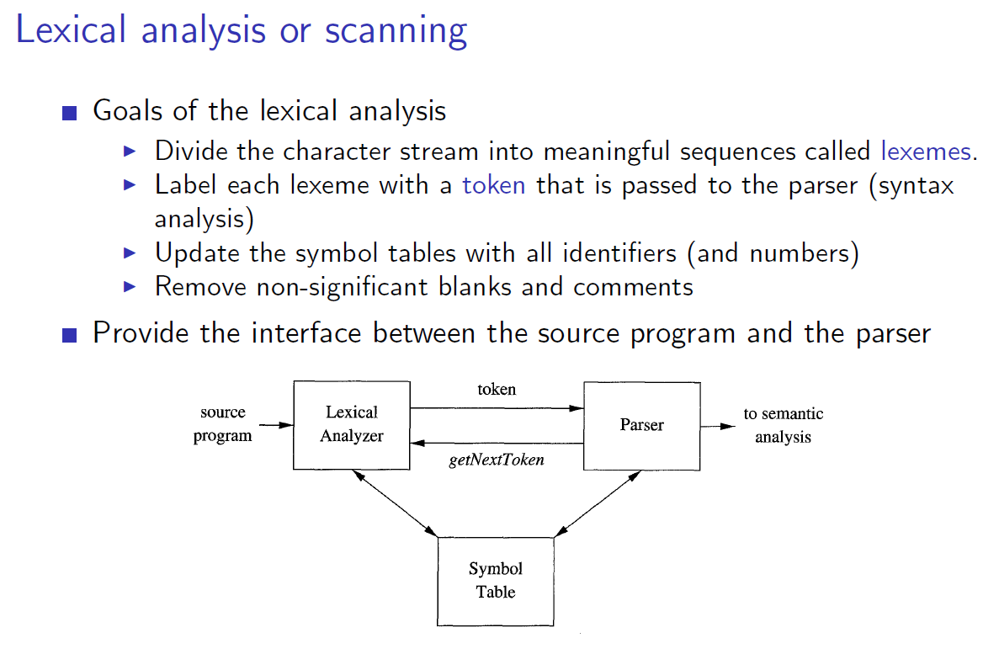 Lexical analysis or scanning
Goals of the lexical analysis
Divide the character stream into meaningful sequences called lexemes.
Label each lexeme with a token that is passed to the parser (syntax
analysis)
Update the symbol tables with all identifiers (and numbers)
Remove non-significant blanks and comments
Provide the interface between the source program and the parser
source
program
Lexical
Analyzer
token
getNextToken
Parser
to semantic
analysis
Symbol
Table